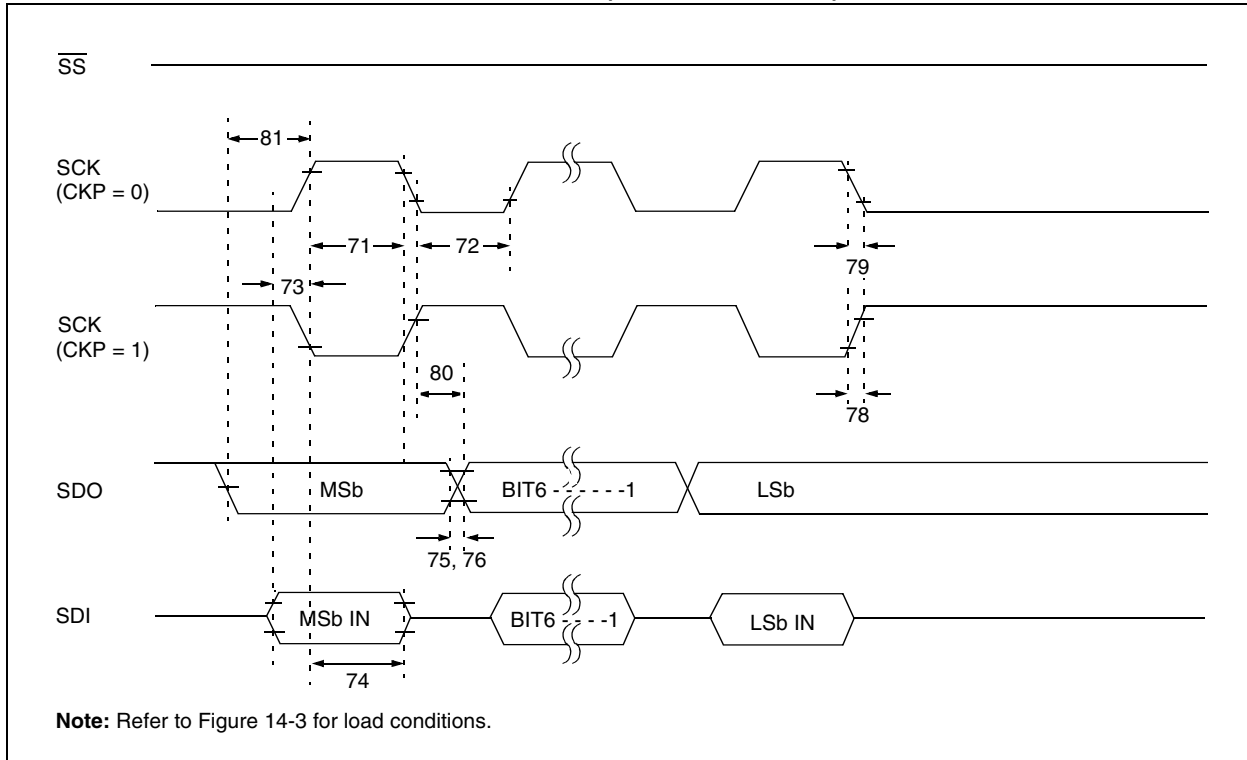 SS
81
SCK
(CKP = 0)
71
72
79
73
SCK
(CKP = 1)
80
78
SDO
MSb
BIT6 - - - - - -1
LSb
75, 76
SDI
MSb IN
BIT6 - - - -1
LSb IN
74
Note: Refer to Figure 14-3 for load conditions.